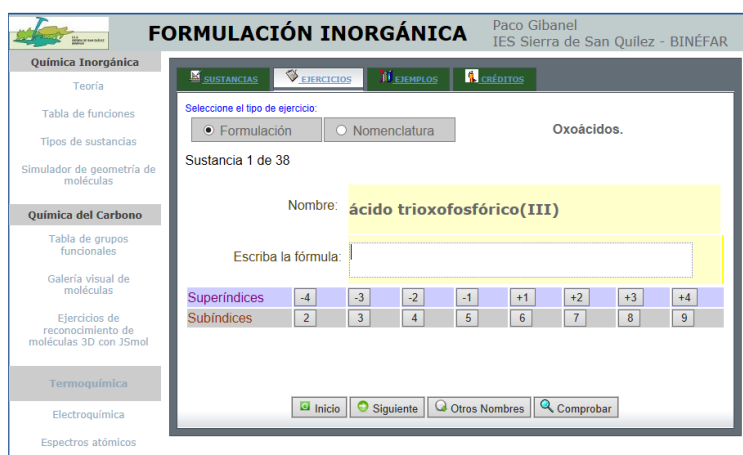 FORMULACIÓN INORGÁNICA
Paco Gibanel
IES Sierra de San Quílez - BINÉFAR
Química Inorgánica
Teoría
Tabla de funciones
Tipos de sustancias
Simulador de geometría de
moléculas
Química del Carbono
Tabla de grupos
funcionales
Galería visual de
moléculas
Ejercicios de
reconocimiento de
moléculas 3D con JSmol
Termoquímica
Electroquímica
Espectros atómicos
SUSTANCIAS EJERCICIOS EJEMPLOS CRÉDITOS
Seleccione el tipo de ejercicio:
Formulación Nomenclatura Oxoácidos.
Sustancia 1 de 38
Nombre: ácido trioxofosfórico(III)
Escriba la fórmula:
Superíndices -4 -3 -2 -1 +1 +2 +3 +4
Subíndices 2 3 4 5 6 7 8 9
Inicio Siguiente Otros Nombres Comprobar